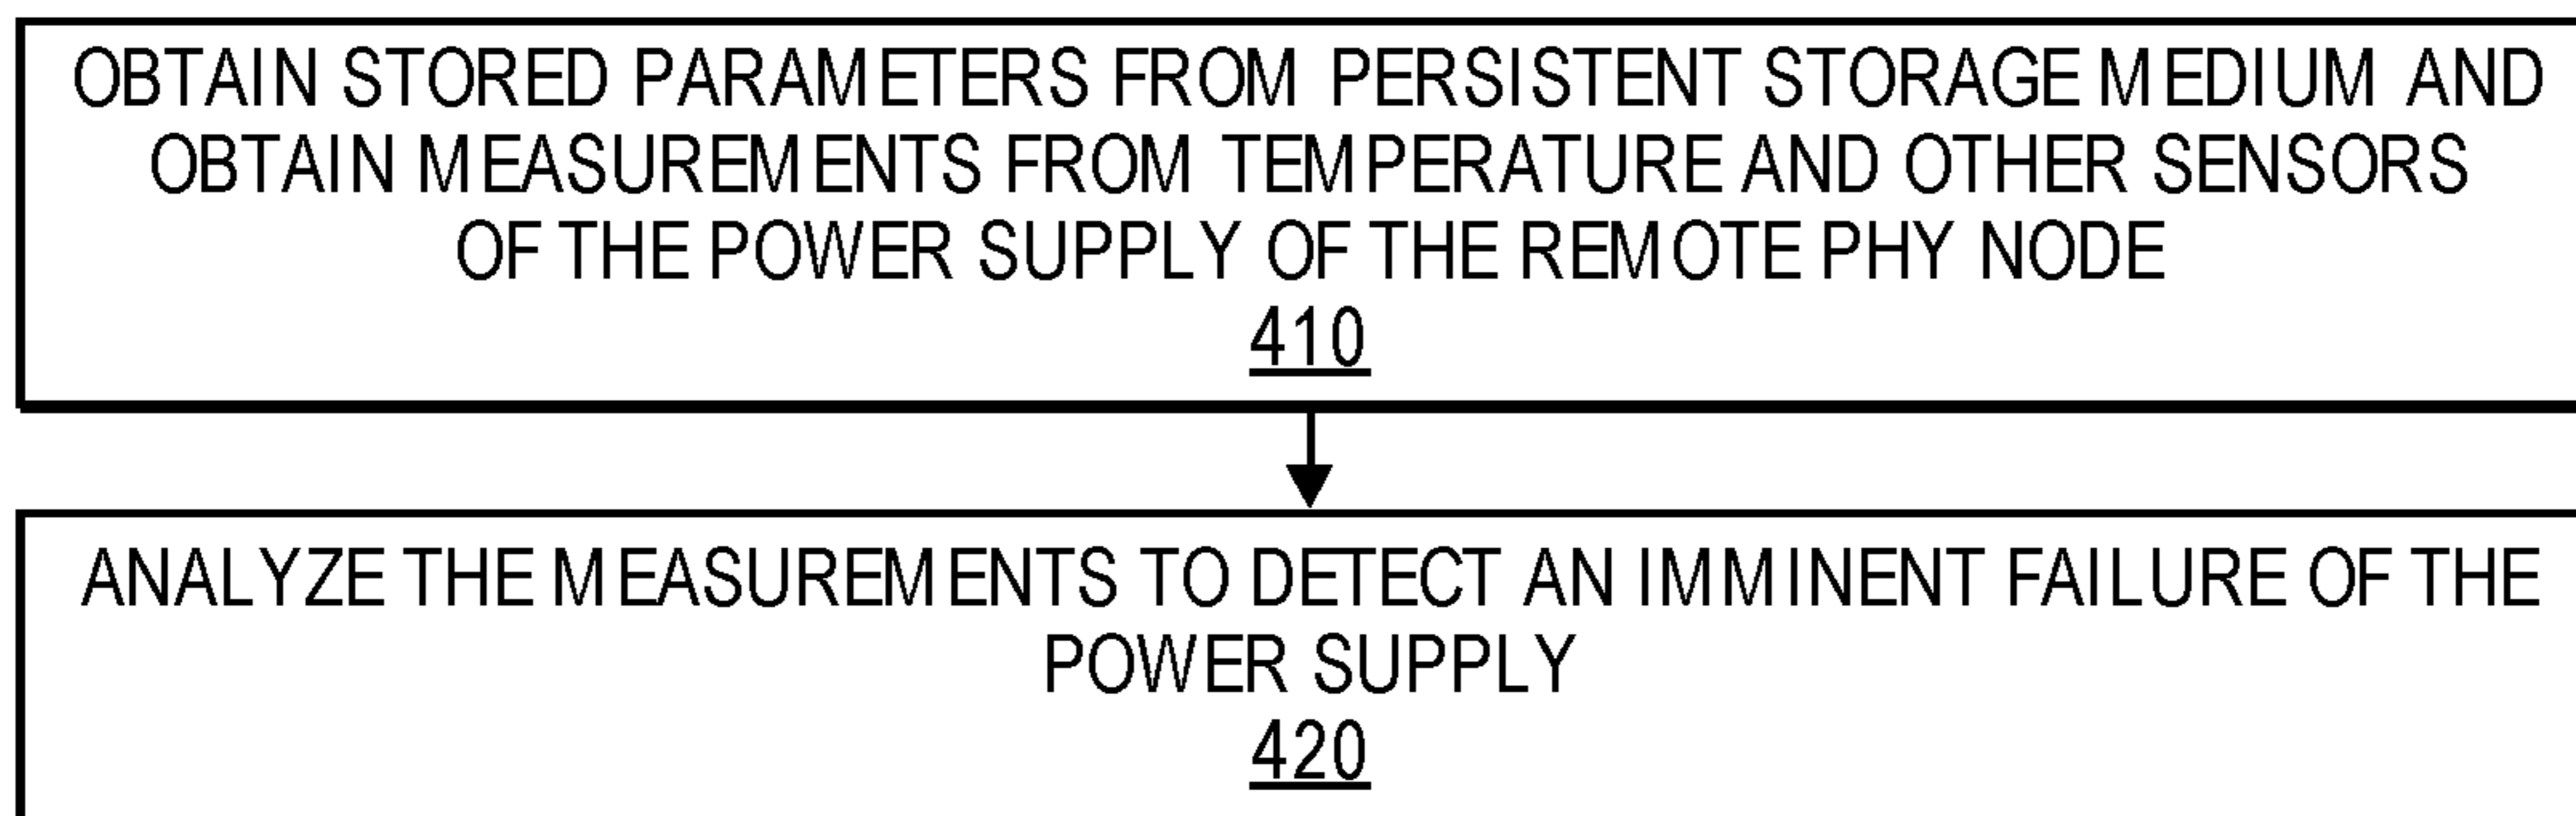 OBTAIN STORED PARAMETERS FROM PERSISTENT STORAGE MEDIUM AND
OBTAIN MEASUREMENTS FROM TEMPERATURE AND OTHER SENSORS
OF THE POWER SUPPLY OF THE REMOTE PHY NODE
410
ANALYZE THE MEASUREMENTS TO DETECT AN IMMINENT FAILURE OF THE
POWER SUPPLY
420